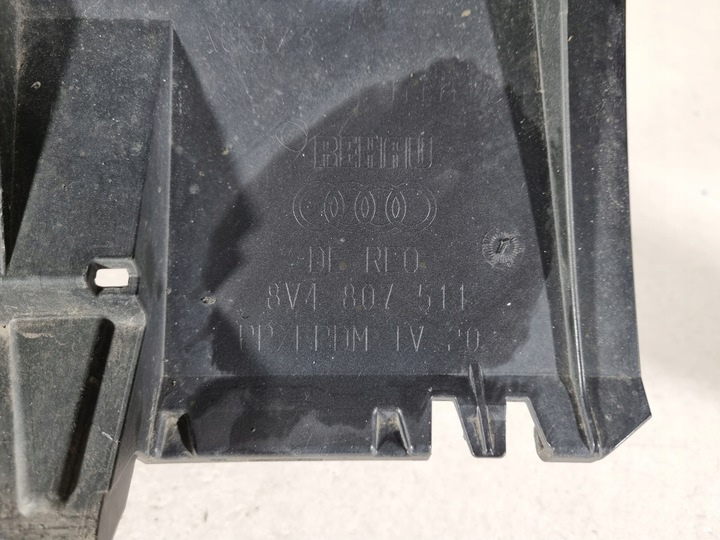 REHAU
DE REO
8V4 807 511
PP/EPDM TV 20